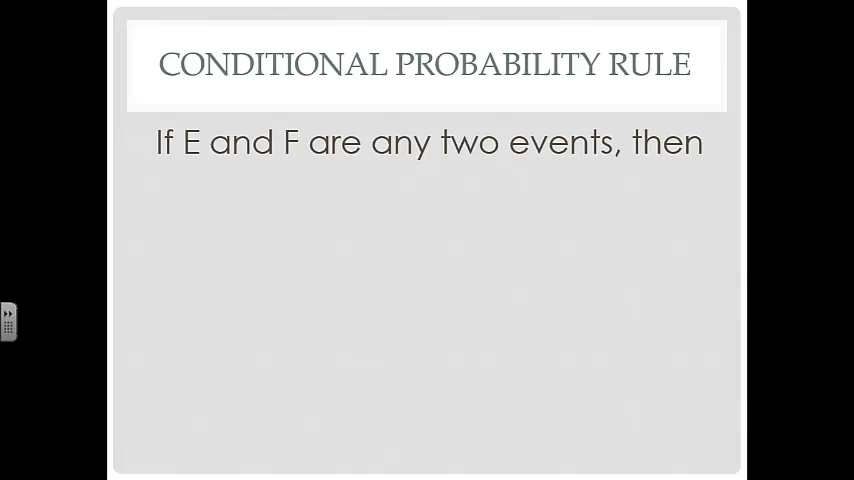 CONDITIONAL PROBABILITY RULE
If E and F are any two events, then